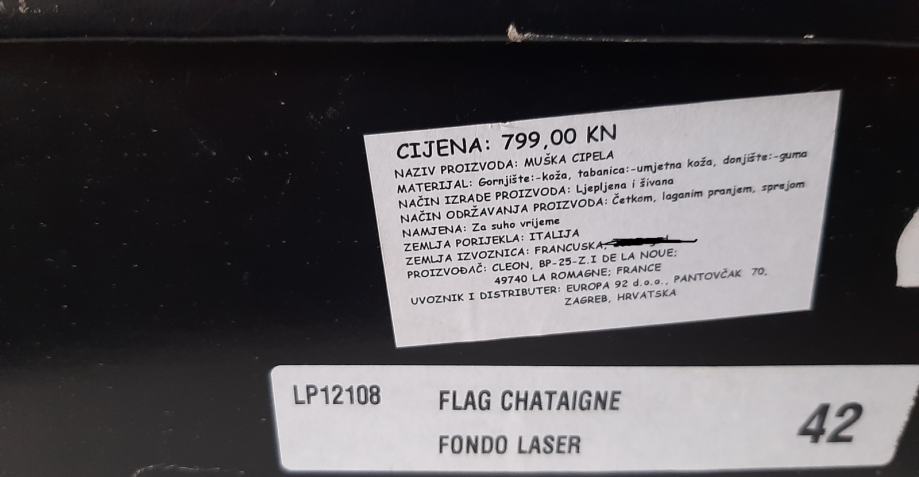 CIJENA: 799,00 KN
NAZIV PROIZVODA: MUŠKA CIPELA
MATERIJAL: Gornjište:-koža, tabanica:-umjetna koža, donjište:-guma
NAČIN IZRADE PROIZVODA: Ljepljena i šivana
NAČIN ODRŽAVANJA PROIZVODA: Četkom, laganim pranjem, sprejom
NAMJENA: Za suho vrijeme
ZEMLJA PORIJEKLA: ITALIJA
ZEMLJA IZVOZNICA: FRANCUSKA,
PROIZVOĐAČ: CLEON, BP-25-Z.I DE LA NOUE;
49740 LA ROMAGNE; FRANCE
UVOZNIK I DISTRIBUTER: EUROPA 92 d.o.o., PANTOVČAK 70,
ZAGREB, HRVATSKA
LP12108 FLAG CHATAIGNE
FONDO LASER 42